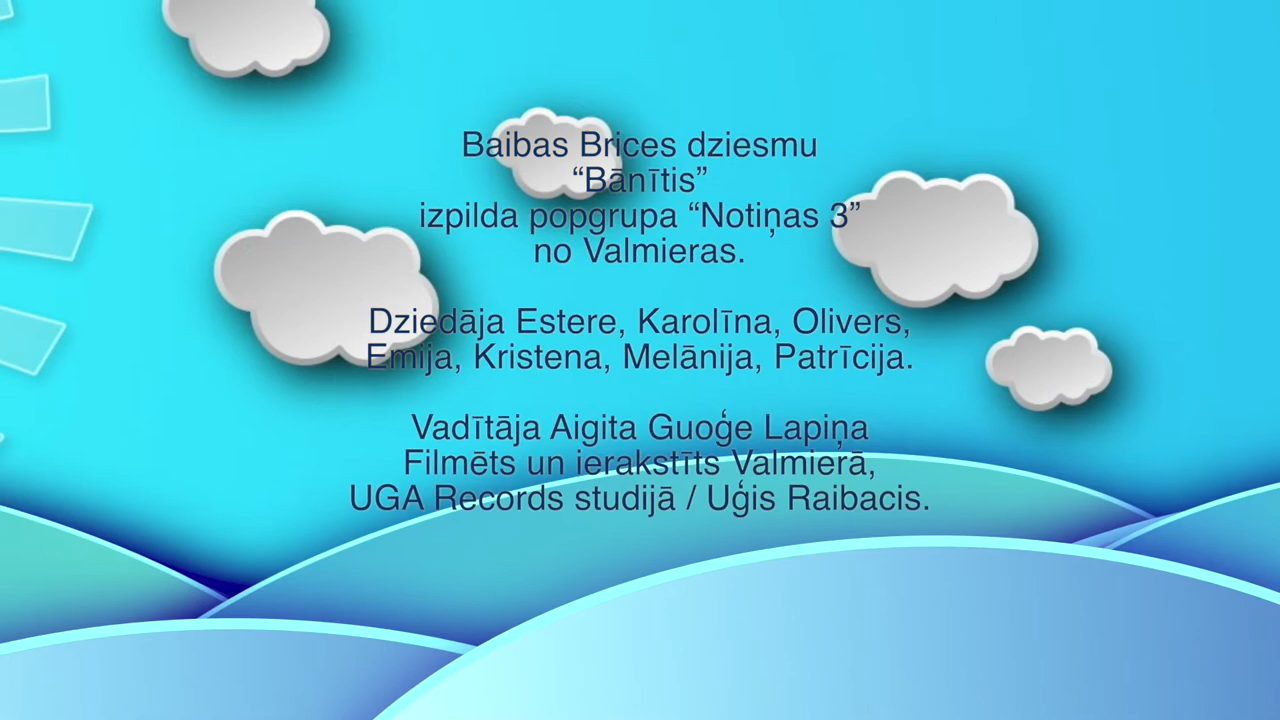 Baibas Brices dziesmu
“Bānītis”
izpilda popgrupa “Notiņas 3”
no Valmieras.
Dziedāja Estere, Karolīna, Olivers,
Emija, Kristena, Melānija, Patrīcija.
Vadītāja Aigita Guoģe Lapiņa
Filmēts un ierakstīts Valmierā,
UGA Records studijā / Uģis Raibacis.